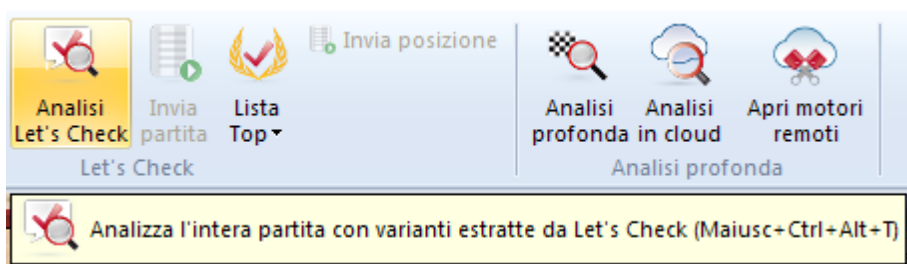 Analisi
Let's Check
Invia
partita
Lista
Top
Invia posizione
Let's Check
Analisi
profonda
Analisi
in cloud
Apri motori
remoti
Analisi profonda
Analizza l'intera partita con varianti estratte da Let's Check (Maiusc+Ctrl+Alt+T)